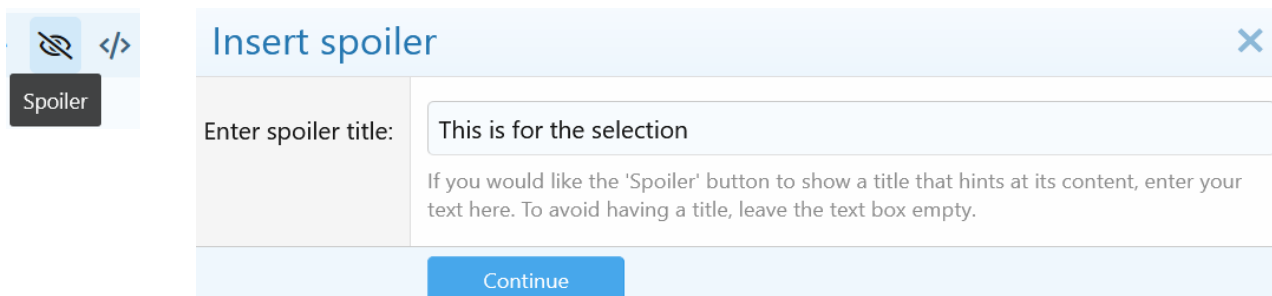 </>
Spoiler
Insert spoiler
Enter spoiler title:
This is for the selection
If you would like the 'Spoiler' button to show a title that hints at its content, enter your
text here. To avoid having a title, leave the text box empty.
Continue